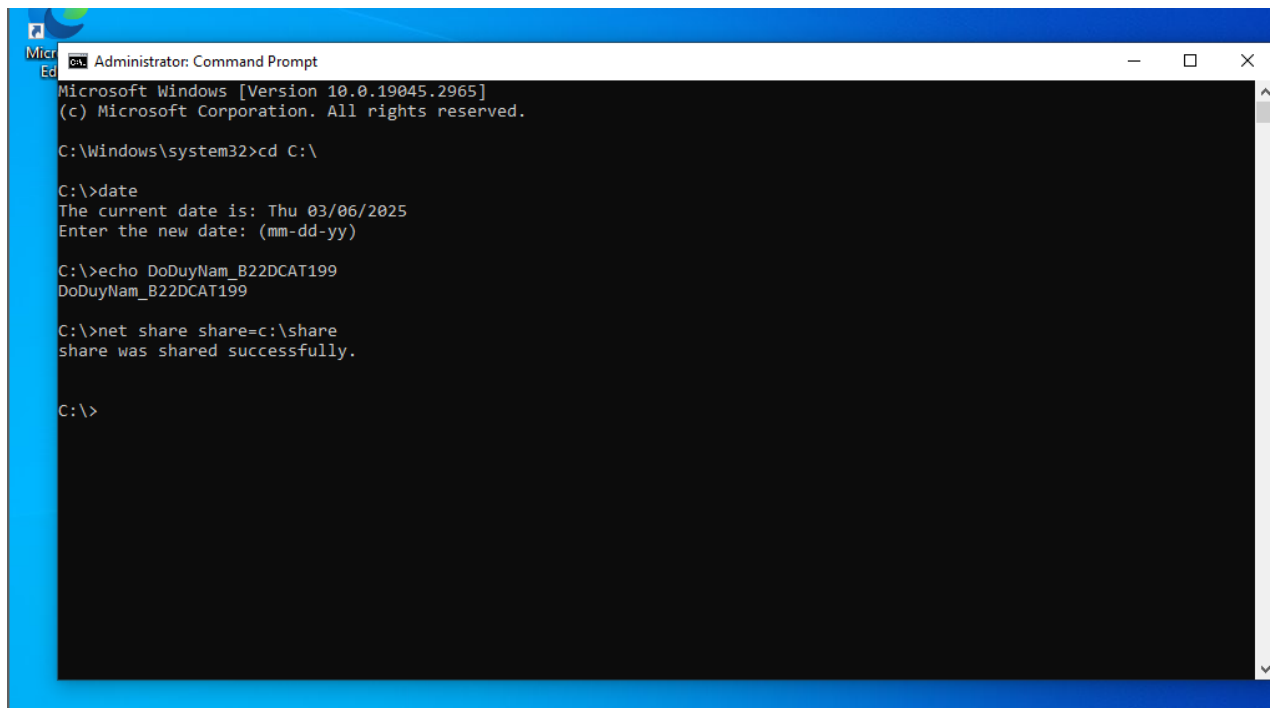 Micr
Ed
Administrator: Command Prompt
Microsoft Windows [Version 10.0.19045.2965]
(c) Microsoft Corporation. All rights reserved.
C:\Windows\system32>cd C:\
C:\>date
The current date is: Thu 03/06/2025
Enter the new date: (mm-dd-yy)
C:\>echo DoDuyNam_B22DCAT199
DoDuyNam_B22DCAT199
C:\>net share share=c:\share
share was shared successfully.
C:\>